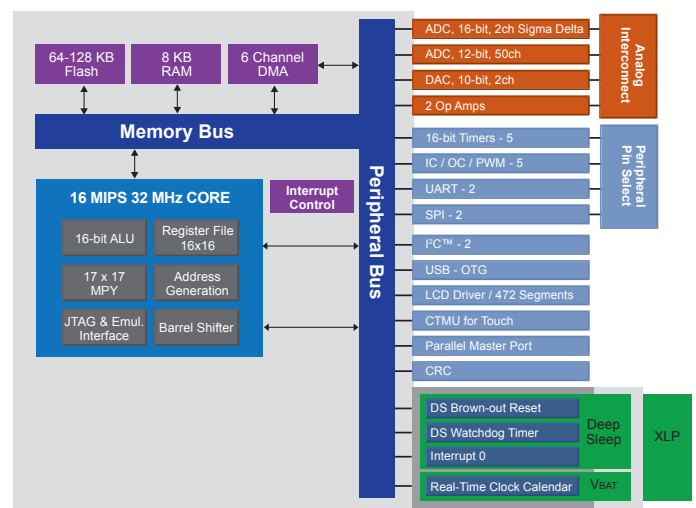 64-128 KB
Flash
8 KB
RAM
6 Channel
DMA
Memory Bus
16 MIPS 32 MHz CORE
16-bit ALU
Register File
16x16
17 x 17
MPY
Address
Generation
JTAG & Emul.
Interface
Barrel Shifter
Interrupt
Control
Peripheral Bus
ADC, 16-bit, 2ch Sigma Delta
ADC, 12-bit, 50ch
DAC, 10-bit, 2ch
2 Op Amps
Analog
Interconnect
16-bit Timers - 5
IC / OC / PWM - 5
UART - 2
SPI - 2
Peripheral
Pin Select
I²C™ - 2
USB - OTG
LCD Driver / 472 Segments
CTMU for Touch
Parallel Master Port
CRC
DS Brown-out Reset
DS Watchdog Timer
Interrupt 0
Deep
Sleep
Real-Time Clock Calendar
VBAT
XLP